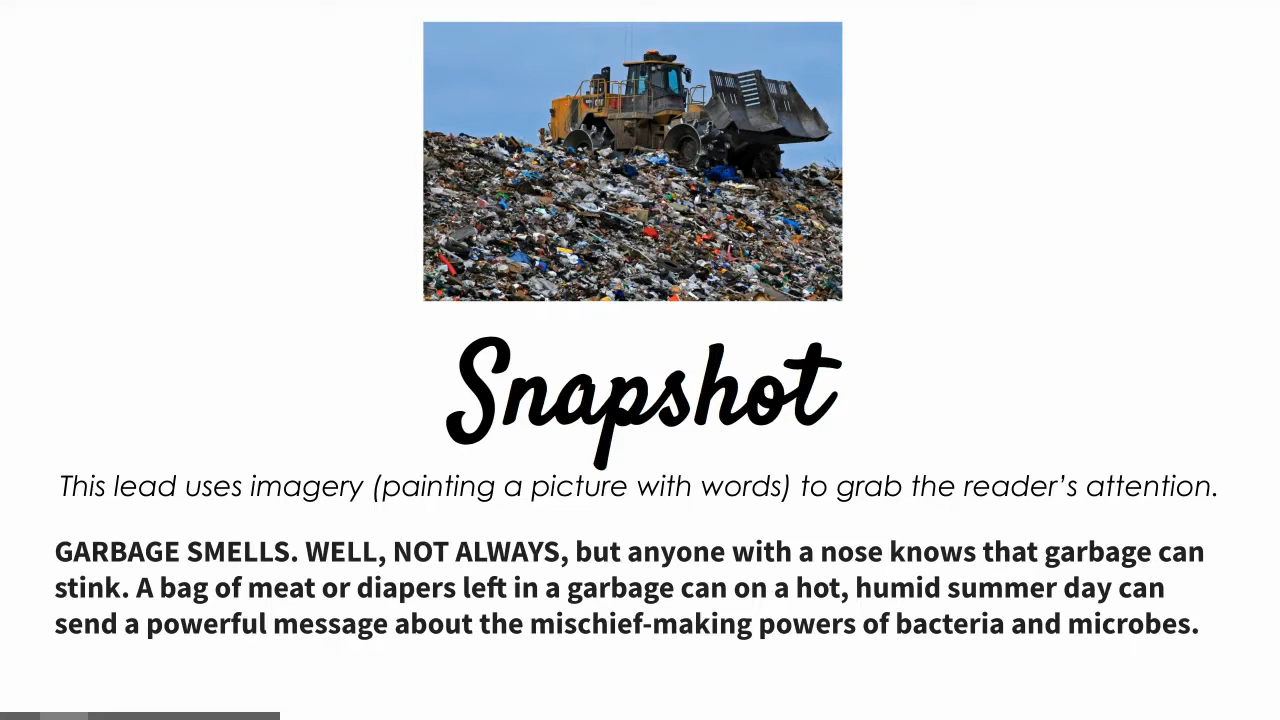 Snapshot
This lead uses imagery (painting a picture with words) to grab the reader's attention.
GARBAGE SMELLS. WELL, NOT ALWAYS, but anyone with a nose knows that garbage can
stink. A bag of meat or diapers left in a garbage can on a hot, humid summer day can
send a powerful message about the mischief-making powers of bacteria and microbes.